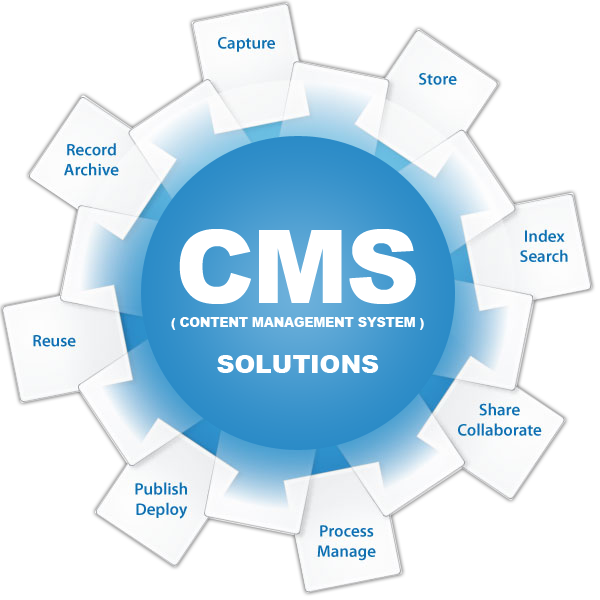 Capture
Store
Index
Search
Share
Collaborate
Process
Manage
Publish
Deploy
Reuse
Record
Archive
CMS
( CONTENT MANAGEMENT SYSTEM )
SOLUTIONS